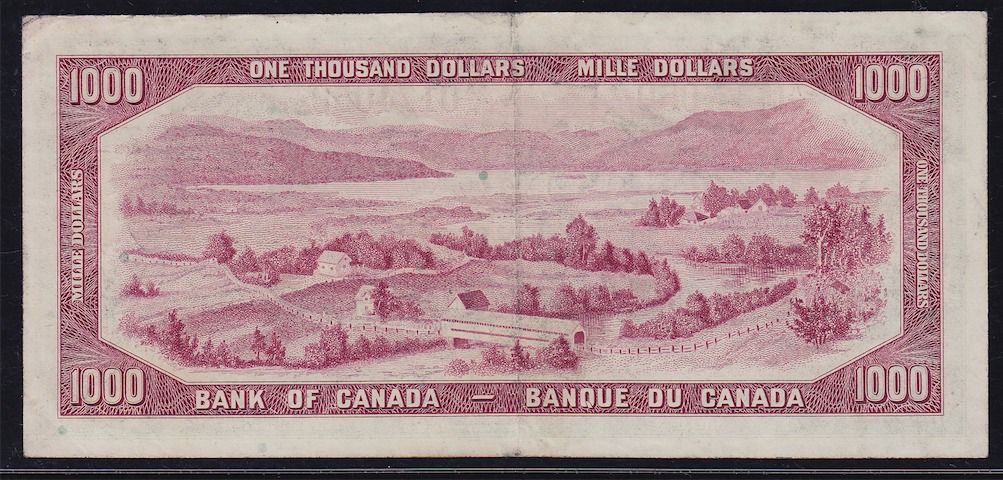 1000 ONE THOUSAND DOLLARS MILLE DOLLARS 1000
MILLE DOLLARS
ONE THOUSAND DOLLARS
1000 BANK OF CANADA — BANQUE DU CANADA 1000